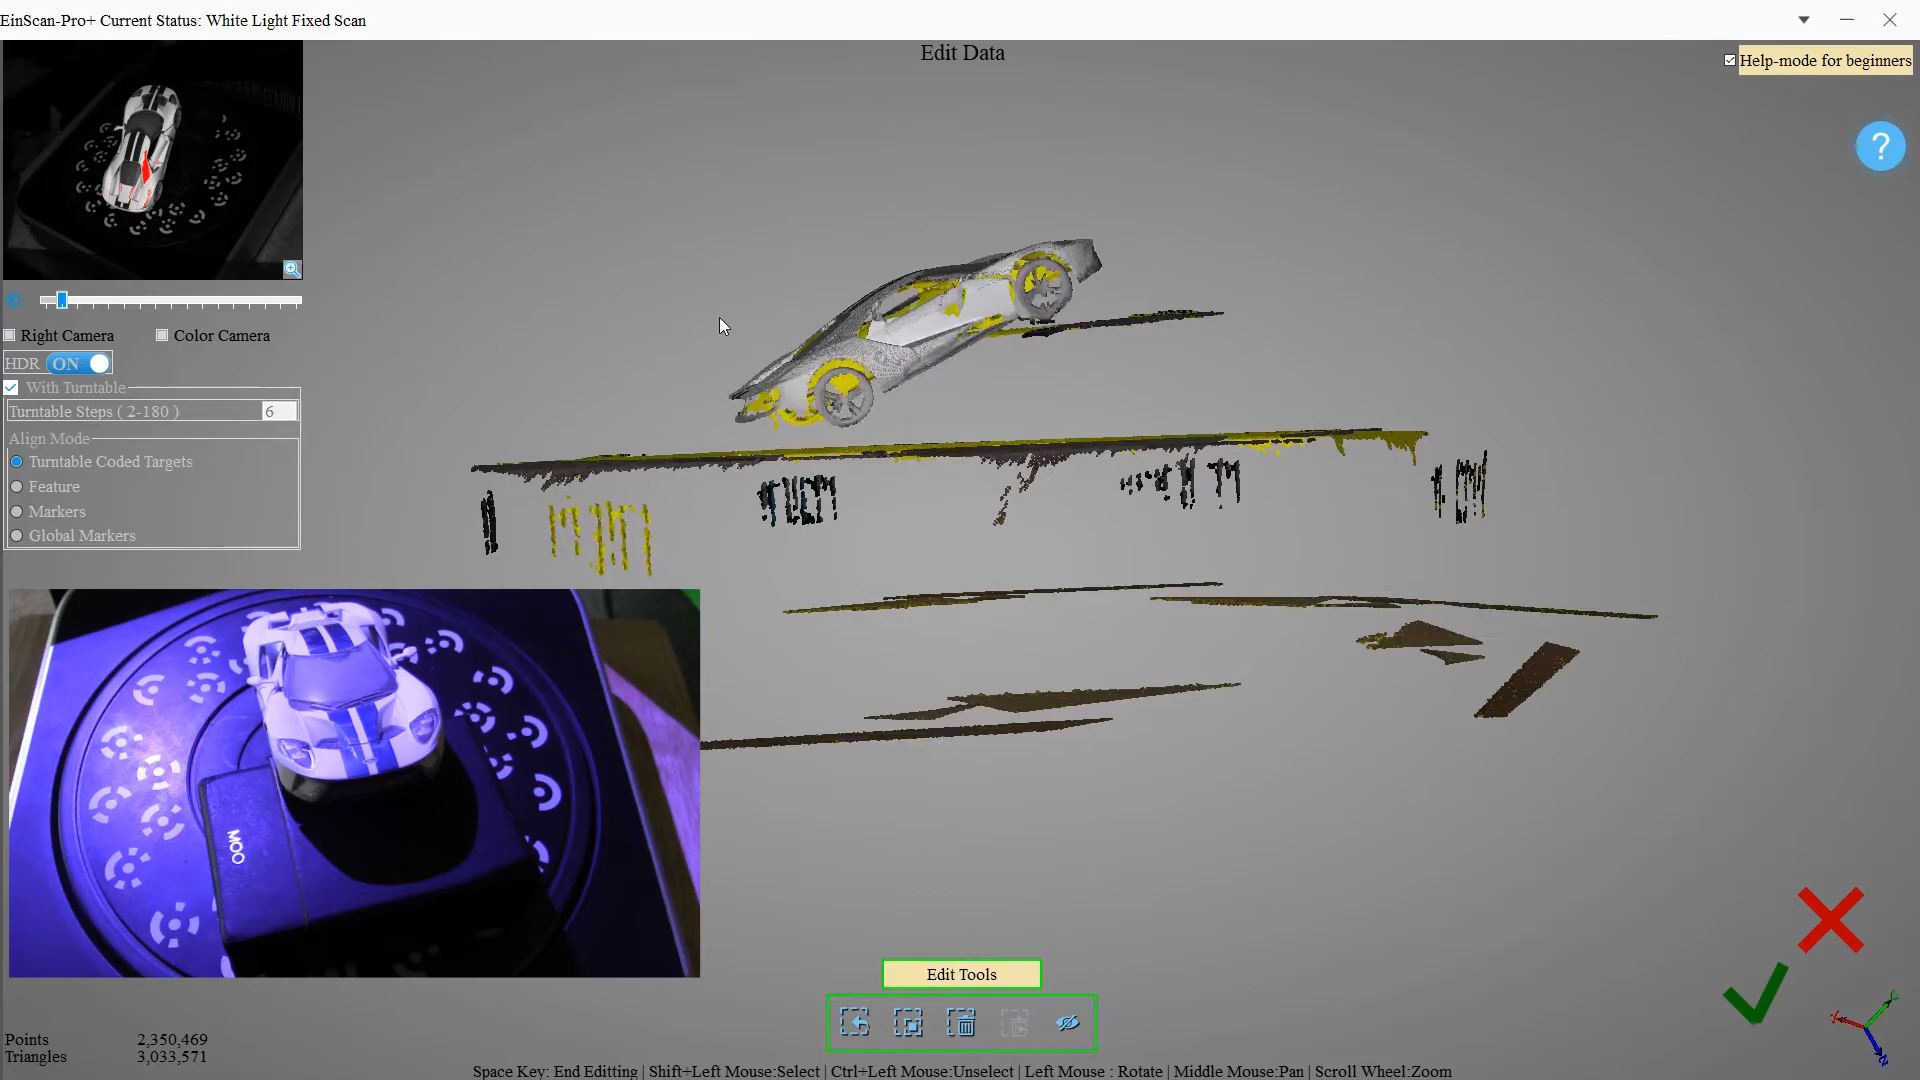 EinScan-Pro+ Current Status: White Light Fixed Scan
Edit Data
Help-mode for beginners
?
Right Camera
Color Camera
HDR ON
With Turntable
Turntable Steps ( 2-180 ) 6
Align Mode
Turntable Coded Targets
Feature
Markers
Global Markers
MOO
Edit Tools
Points 2,350,469
Triangles 3,033,571
Space Key: End Editting | Shift+Left Mouse:Select | Ctrl+Left Mouse:Unselect | Left Mouse : Rotate | Middle Mouse:Pan | Scroll Wheel:Zoom